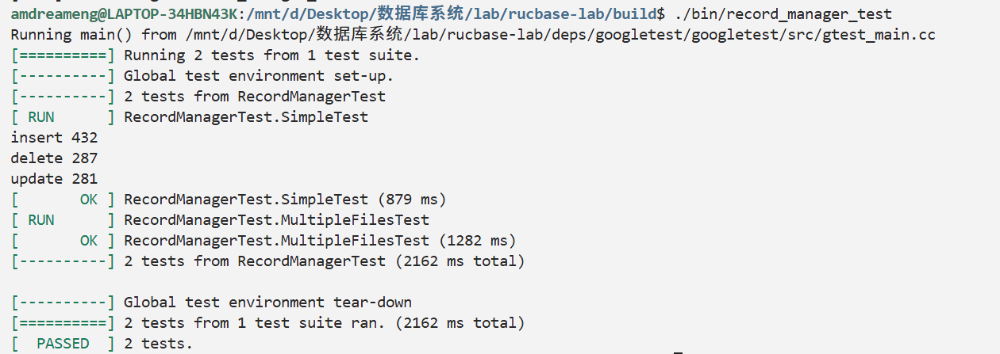 amdreameng@LAPTOP-34HBN43K:/mnt/d/Desktop/数据库系统/lab/rucbase-lab/build$ ./bin/record_manager_test
Running main() from /mnt/d/Desktop/数据库系统/lab/rucbase-lab/deps/googletest/googletest/src/gtest_main.cc
[==========] Running 2 tests from 1 test suite.
[----------] Global test environment set-up.
[----------] 2 tests from RecordManagerTest
[ RUN      ] RecordManagerTest.SimpleTest
insert 432
delete 287
update 281
[       OK ] RecordManagerTest.SimpleTest (879 ms)
[ RUN      ] RecordManagerTest.MultipleFilesTest
[       OK ] RecordManagerTest.MultipleFilesTest (1282 ms)
[----------] 2 tests from RecordManagerTest (2162 ms total)
[----------] Global test environment tear-down
[==========] 2 tests from 1 test suite ran. (2162 ms total)
[  PASSED  ] 2 tests.